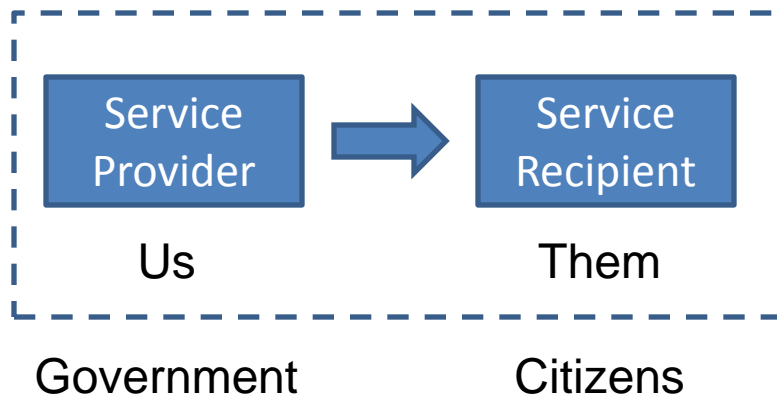 Service
Provider
Service
Recipient
Us
Them
Government
Citizens